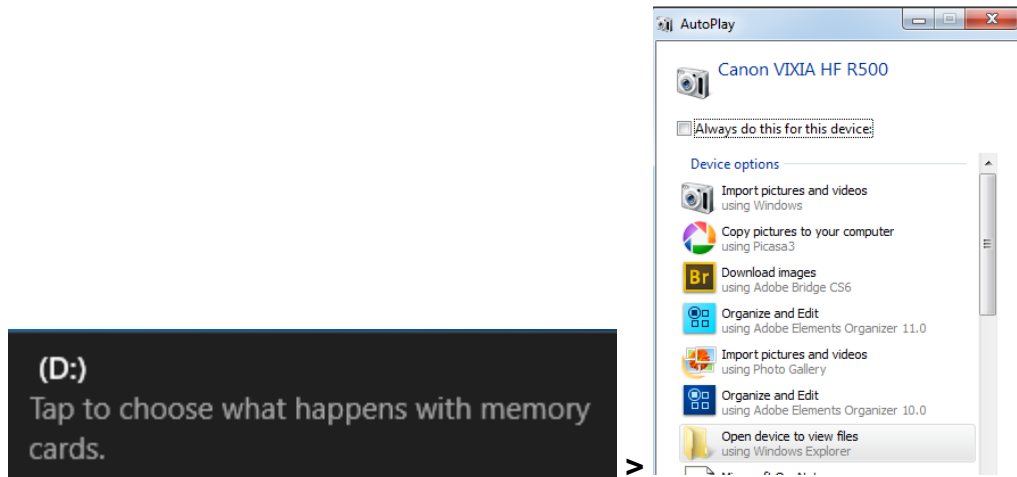 (D:)
Tap to choose what happens with memory
cards.
>
AutoPlay
Canon VIXIA HF R500
Always do this for this device:
Device options
Import pictures and videos
using Windows
Copy pictures to your computer
using Picasa3
Br
Download images
using Adobe Bridge CS6
Organize and Edit
using Adobe Elements Organizer 11.0
Import pictures and videos
using Photo Gallery
Organize and Edit
using Adobe Elements Organizer 10.0
Open device to view files
using Windows Explorer